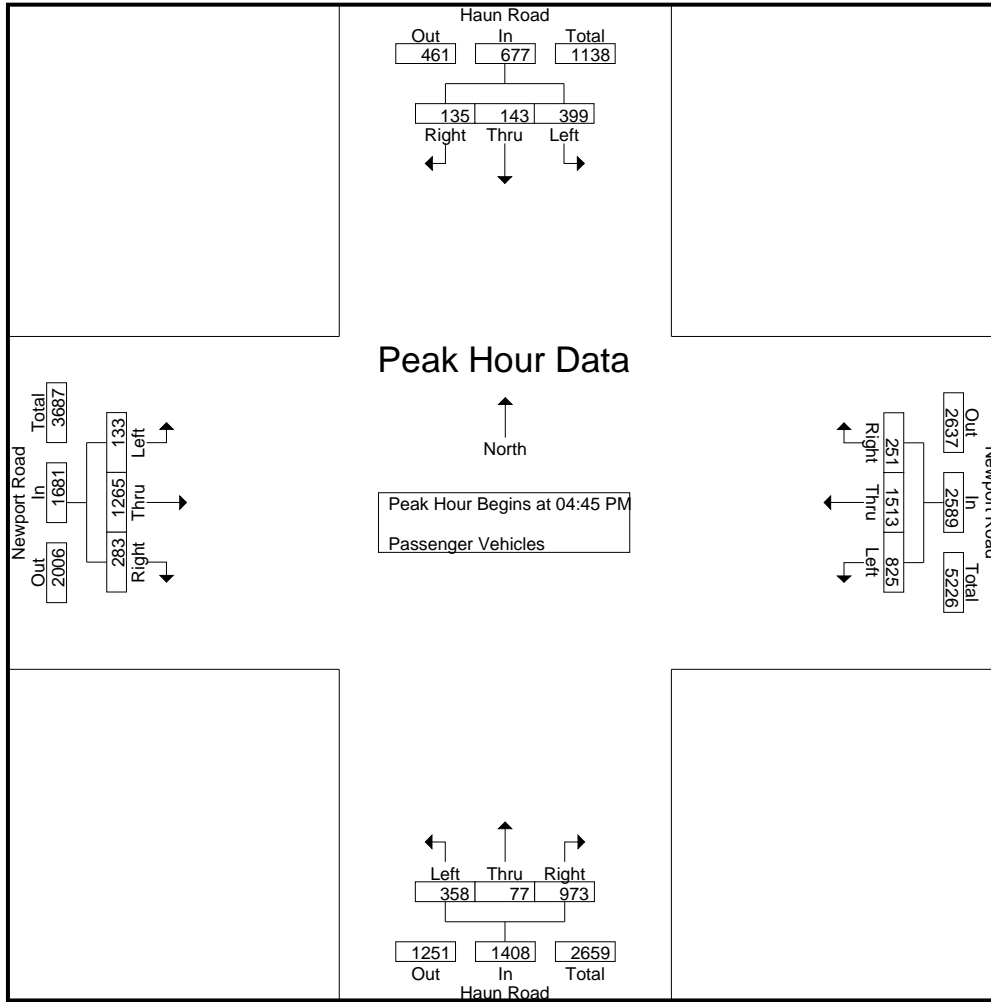 Haun Road
Out In Total
461 677 1138
135 143 399
Right Thru Left
Peak Hour Data
North
Peak Hour Begins at 04:45 PM
Passenger Vehicles
Newport Road
Out In Total
2006 1681 3687
Right Thru Left
283 1265 133
Newport Road
Out In Total
2637 2589 5226
251 1513 825
Right Thru Left
Left Thru Right
358 77 973
1251 1408 2659
Out In Total
Haun Road